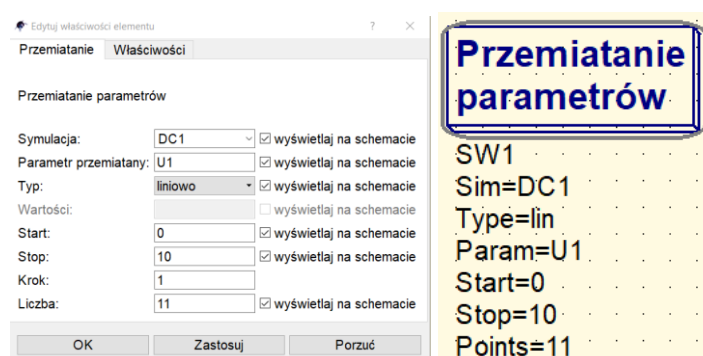 Edytuj właściwości elementu ? ×
Przemiatanie Właściwości
Przemiatanie parametrów
Symulacja: DC1 wyświetlaj na schemacie
Parametr przemiatany: U1 wyświetlaj na schemacie
Typ: liniowo wyświetlaj na schemacie
Wartości: wyświetlaj na schemacie
Start: 0 wyświetlaj na schemacie
Stop: 10 wyświetlaj na schemacie
Krok: 1
Liczba: 11 wyświetlaj na schemacie
OK Zastosuj Porzuć
Przemiatanie
parametrów
SW1
Sim=DC1
Type=lin
Param=U1
Start=0
Stop=10
Points=11